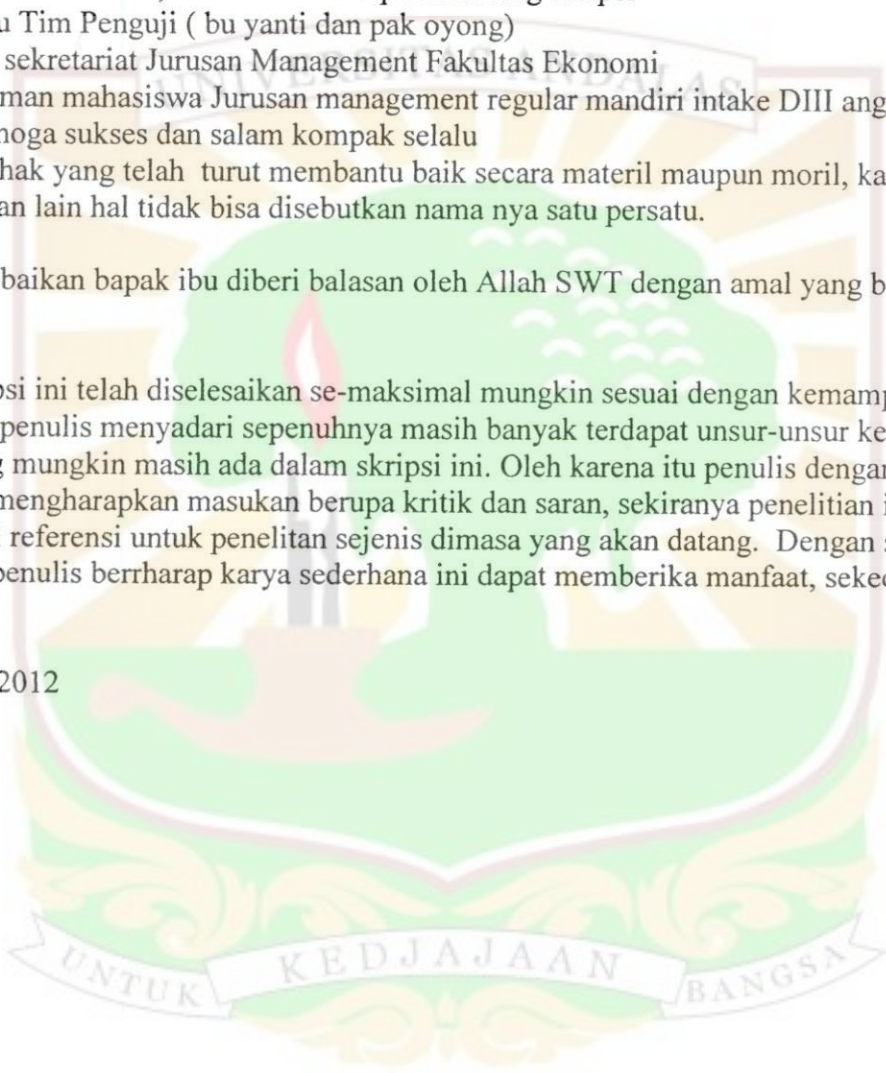 u Tim Penguji ( bu yanti dan pak oyong)
sekretariat Jurusan Management Fakultas Ekonomi
man mahasiswa Jurusan management regular mandiri intake DIII ang
noga sukses dan salam kompak selalu
hak yang telah turut membantu baik secara materil maupun moril, ka
an lain hal tidak bisa disebutkan nama nya satu persatu.
baikan bapak ibu diberi balasan oleh Allah SWT dengan amal yang b
psi ini telah diselesaikan se-maksimal mungkin sesuai dengan kemamp
penulis menyadari sepenuhnya masih banyak terdapat unsur-unsur ke
g mungkin masih ada dalam skripsi ini. Oleh karena itu penulis dengan
mengharapkan masukan berupa kritik dan saran, sekiranya penelitian i
referensi untuk penelitan sejenis dimasa yang akan datang. Dengan
penulis berrharap karya sederhana ini dapat memberika manfaat, seke
2012
UNIVERSITAS ANDALAS
UNTUK KEDJAJAAN BANGSA